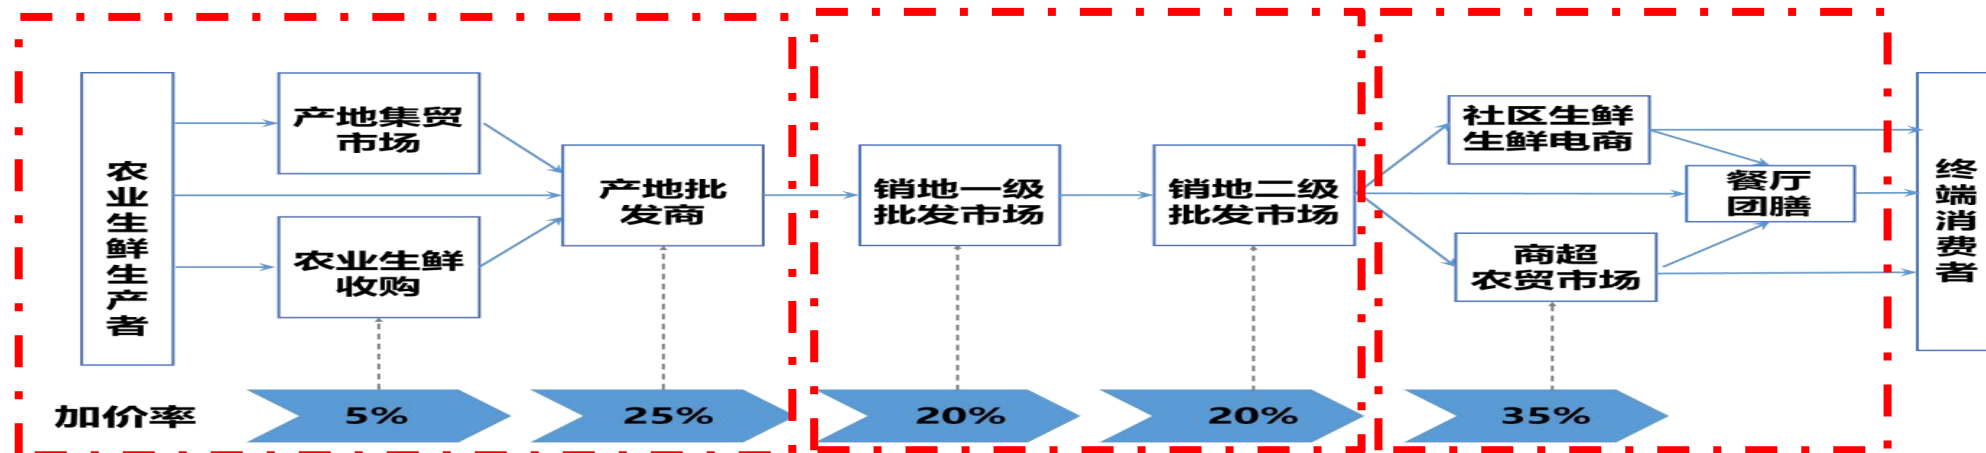 农业生鲜生产者
产地集贸
市场
农业生鲜
收购
产地批
发商
销地一级
批发市场
销地二级
批发市场
社区生鲜
生鲜电商
餐厅
团膳
商超
农贸市场
终端消费者
加价率
5%
25%
20%
20%
35%